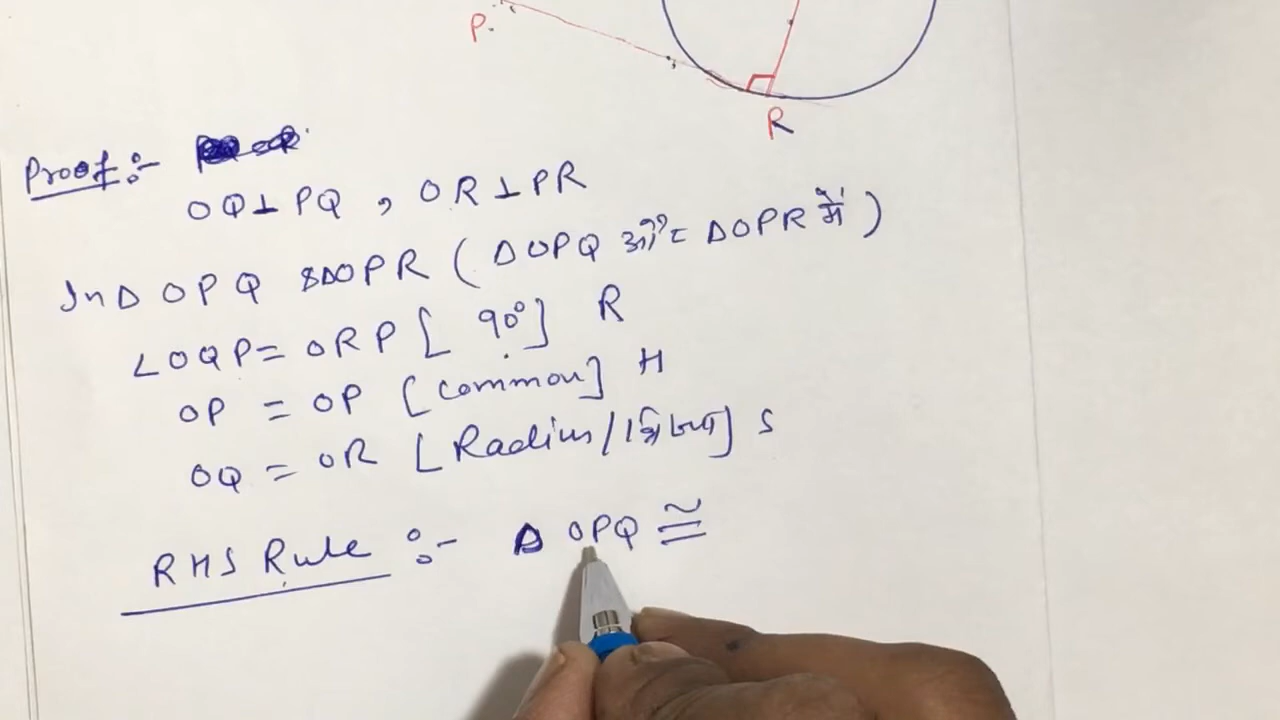 P.
R
Proof:-
OQ⊥PQ , OR⊥PR
In Δ OPQ & ΔOPR ( Δ OPQ और ΔOPR में )
∠OQP = ORP [ 90° ] R
OP = OP [Common] H
OQ = OR [Radius/त्रिज्या] S
RHS Rule :- Δ OPQ ≅